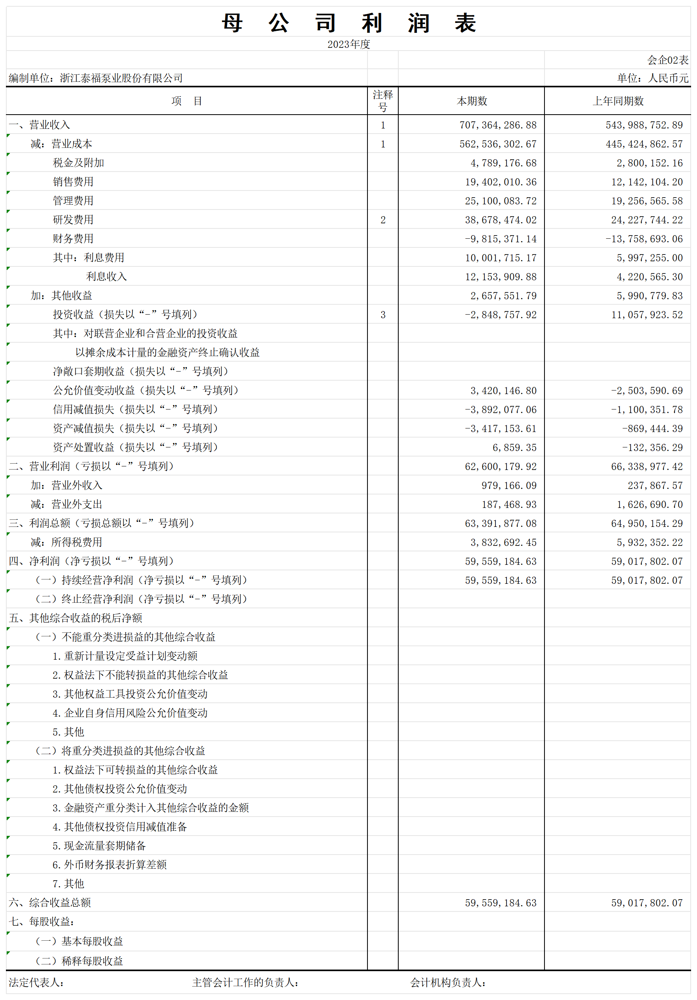 母 公 司 利 润 表
2023年度
会企02表
编制单位：浙江泰福泵业股份有限公司 单位：人民币元
项 目 注释号 本期数 上年同期数
一、营业收入 1 707,364,286.88 543,988,752.89
减：营业成本 1 562,536,302.67 445,424,862.57
税金及附加 4,789,176.68 2,800,152.16
销售费用 19,402,010.36 12,142,104.20
管理费用 25,100,083.72 19,256,565.58
研发费用 2 38,678,474.02 24,227,744.22
财务费用 -9,815,371.14 -13,758,693.06
其中：利息费用 10,001,715.17 5,997,255.00
利息收入 12,153,909.88 4,220,565.30
加：其他收益 2,657,551.79 5,990,779.83
投资收益（损失以“-”号填列） 3 -2,848,757.92 11,057,923.52
其中：对联营企业和合营企业的投资收益
以摊余成本计量的金融资产终止确认收益
净敞口套期收益（损失以“-”号填列）
公允价值变动收益（损失以“-”号填列） 3,420,146.80 -2,503,590.69
信用减值损失（损失以“-”号填列） -3,892,077.06 -1,100,351.78
资产减值损失（损失以“-”号填列） -3,417,153.61 -869,444.39
资产处置收益（损失以“-”号填列） 6,859.35 -132,356.29
二、营业利润（亏损以“-”号填列） 62,600,179.92 66,338,977.42
加：营业外收入 979,166.09 237,867.57
减：营业外支出 187,468.93 1,626,690.70
三、利润总额（亏损总额以“-”号填列） 63,391,877.08 64,950,154.29
减：所得税费用 3,832,692.45 5,932,352.22
四、净利润（净亏损以“-”号填列） 59,559,184.63 59,017,802.07
（一）持续经营净利润（净亏损以“-”号填列） 59,559,184.63 59,017,802.07
（二）终止经营净利润（净亏损以“-”号填列）
五、其他综合收益的税后净额
（一）不能重分类进损益的其他综合收益
1.重新计量设定受益计划变动额
2.权益法下不能转损益的其他综合收益
3.其他权益工具投资公允价值变动
4.企业自身信用风险公允价值变动
5.其他
（二）将重分类进损益的其他综合收益
1.权益法下可转损益的其他综合收益
2.其他债权投资公允价值变动
3.金融资产重分类计入其他综合收益的金额
4.其他债权投资信用减值准备
5.现金流量套期储备
6.外币财务报表折算差额
7.其他
六、综合收益总额 59,559,184.63 59,017,802.07
七、每股收益：
（一）基本每股收益
（二）稀释每股收益
法定代表人： 主管会计工作的负责人： 会计机构负责人：